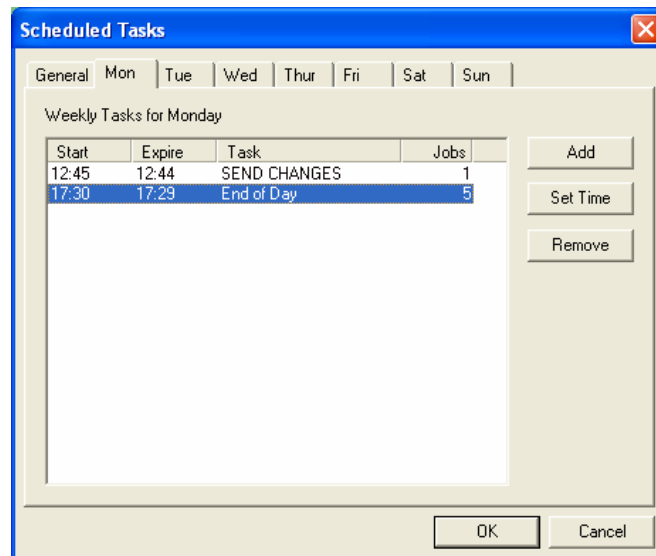 Scheduled Tasks
General Mon Tue Wed Thur Fri Sat Sun
Weekly Tasks for Monday
Start Expire Task Jobs
12:45 12:44 SEND CHANGES 1
17:30 17:29 End of Day 5
Add
Set Time
Remove
OK Cancel